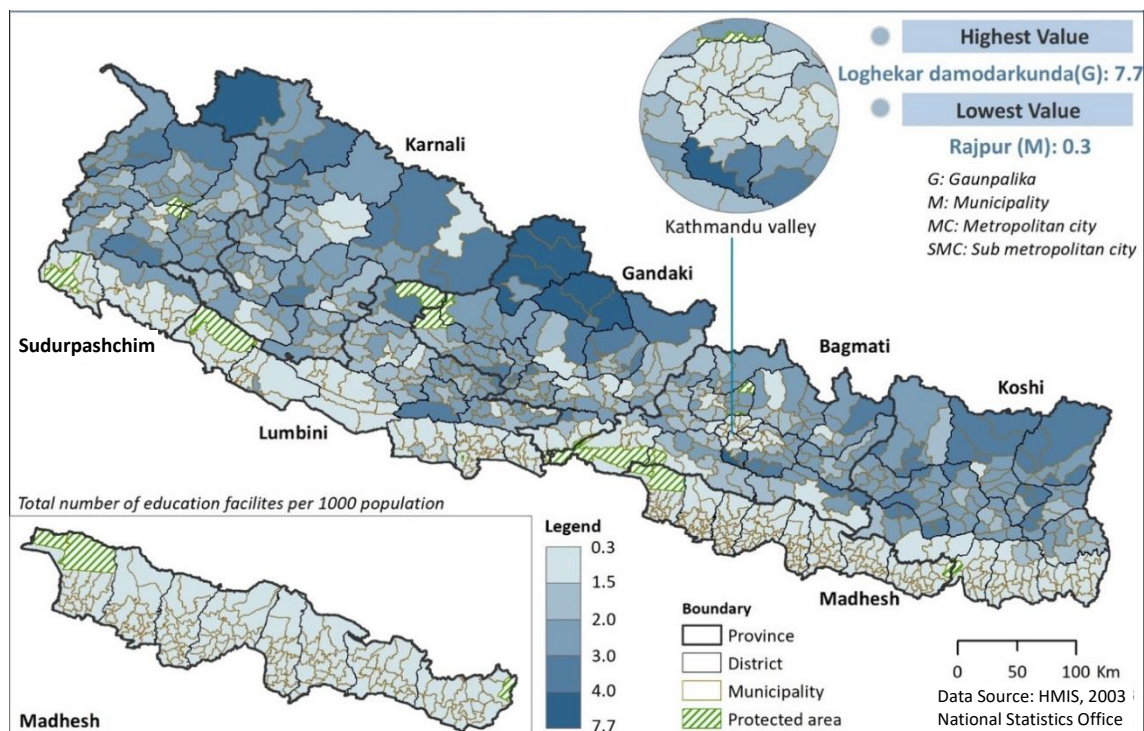 Highest Value
Loghekar damodarkunda(G): 7.7
Lowest Value
Rajpur (M): 0.3
G: Gaunpalika
M: Municipality
MC: Metropolitan city
SMC: Sub metropolitan city
Karnali
Kathmandu valley
Gandaki
Sudurpashchim
Bagmati
Koshi
Lumbini
Madhesh
Total number of education facilites per 1000 population
Madhesh
Legend
0.3
1.5
2.0
3.0
4.0
7.7
Boundary
Province
District
Municipality
Protected area
0 50 100 Km
Data Source: HMIS, 2003
National Statistics Office